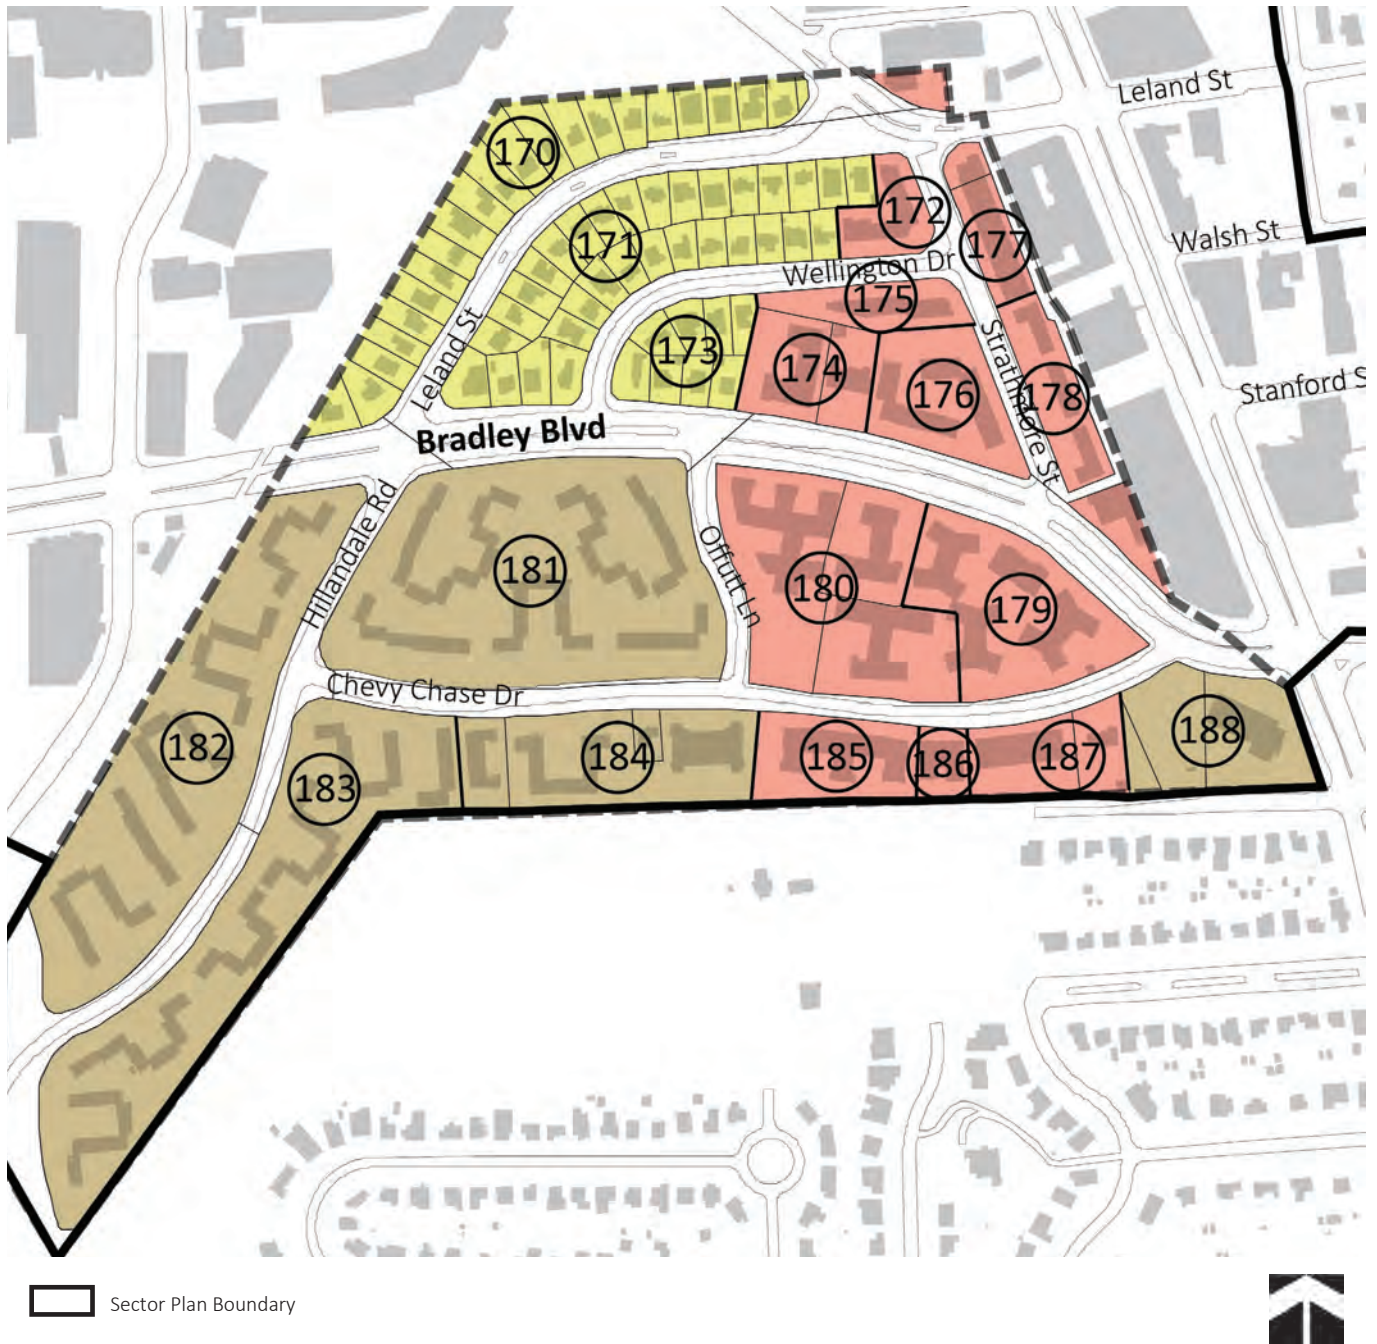 Leland St
170
172
171
177
Walsh St
Wellington Dr
175
Leland St
173
174
Strathmore St
176
178
Stanford S
Bradley Blvd
Hillandale Rd
181
Offutt Ln
180
179
Chevy Chase Dr
182
183
184
185
186
187
188
Sector Plan Boundary